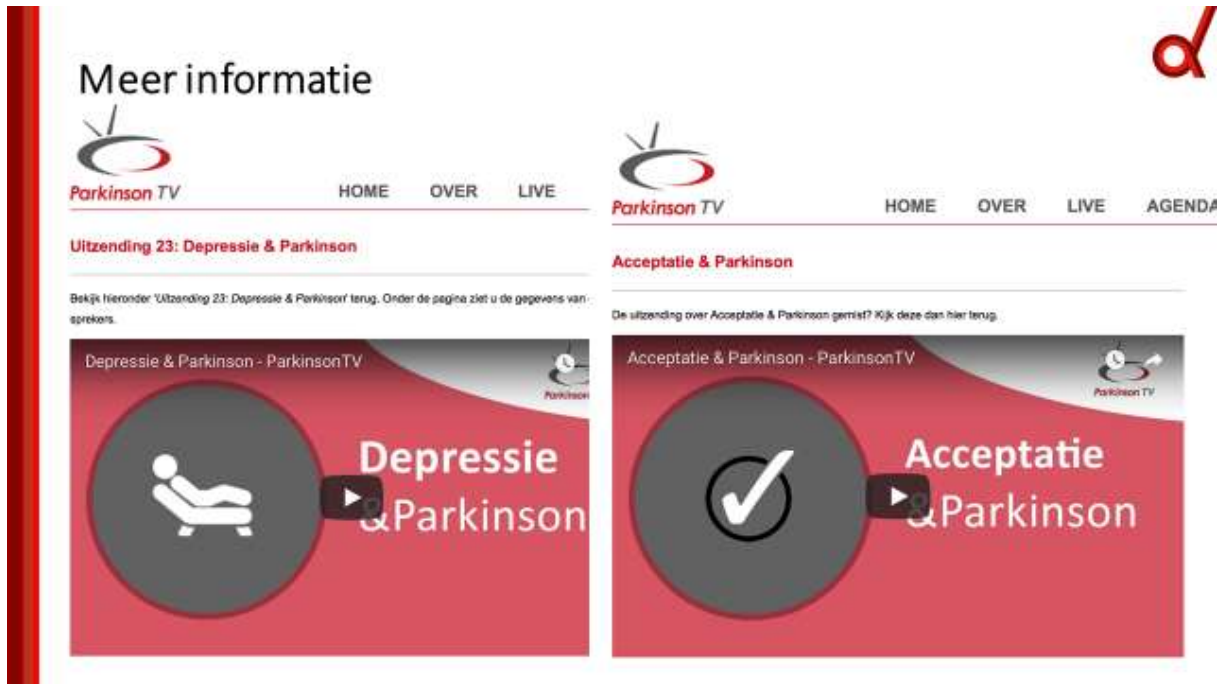 Meer informatie
Parkinson TV
HOME OVER LIVE
Uitzending 23: Depressie & Parkinson
Bekijk hieronder 'Uitzending 23: Depressie & Parkinson' terug. Onder de pagina ziet u de gegevens van
sprekers.
Depressie & Parkinson - ParkinsonTV
Parkinson
Depressie
&Parkinson
Parkinson TV
HOME OVER LIVE AGENDA
Acceptatie & Parkinson
De uitzending over Acceptatie & Parkinson gemist? Kijk deze dan hier terug.
Acceptatie & Parkinson - ParkinsonTV
Parkinson TV
Acceptatie
&Parkinson